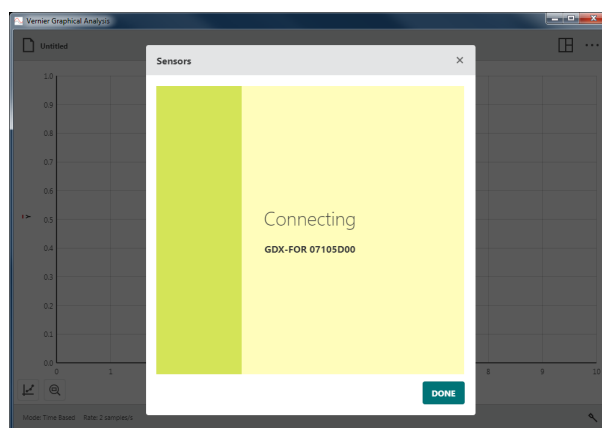 Vernier Graphical Analysis
Untitled
Sensors
×
1.0
0.9
0.8
0.7
0.6
0.5
0.4
0.3
0.2
0.1
0.0
Connecting
GDX-FOR 07105D00
0 1 8 9 10
DONE
Mode: Time Based Rate: 2 samples/s